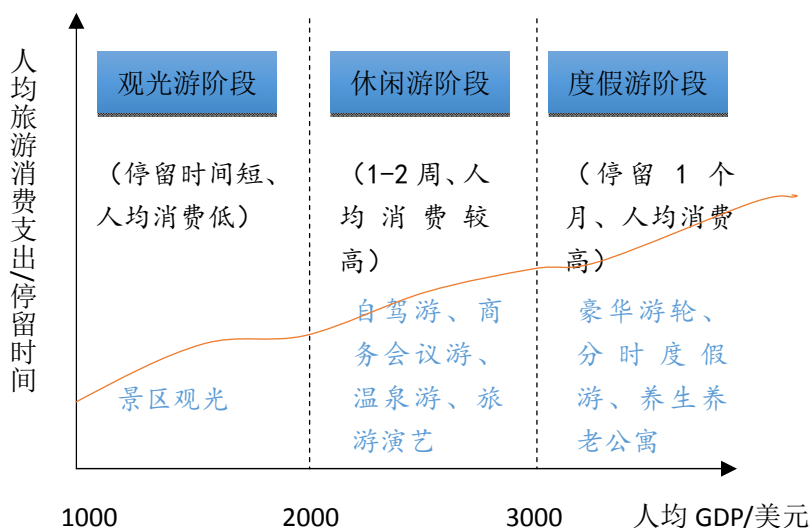 人均旅游消费支出/停留时间
观光游阶段
休闲游阶段
度假游阶段
（停留时间短、
人均消费低）
（1-2 周、人
均消费较
高）
（停留 1 个
月、人均消费
高）
景区观光
自驾游、商
务会议游、
温泉游、旅
游演艺
豪华游轮、
分时度假
游、养生养
老公寓
1000
2000
3000
人均 GDP/美元